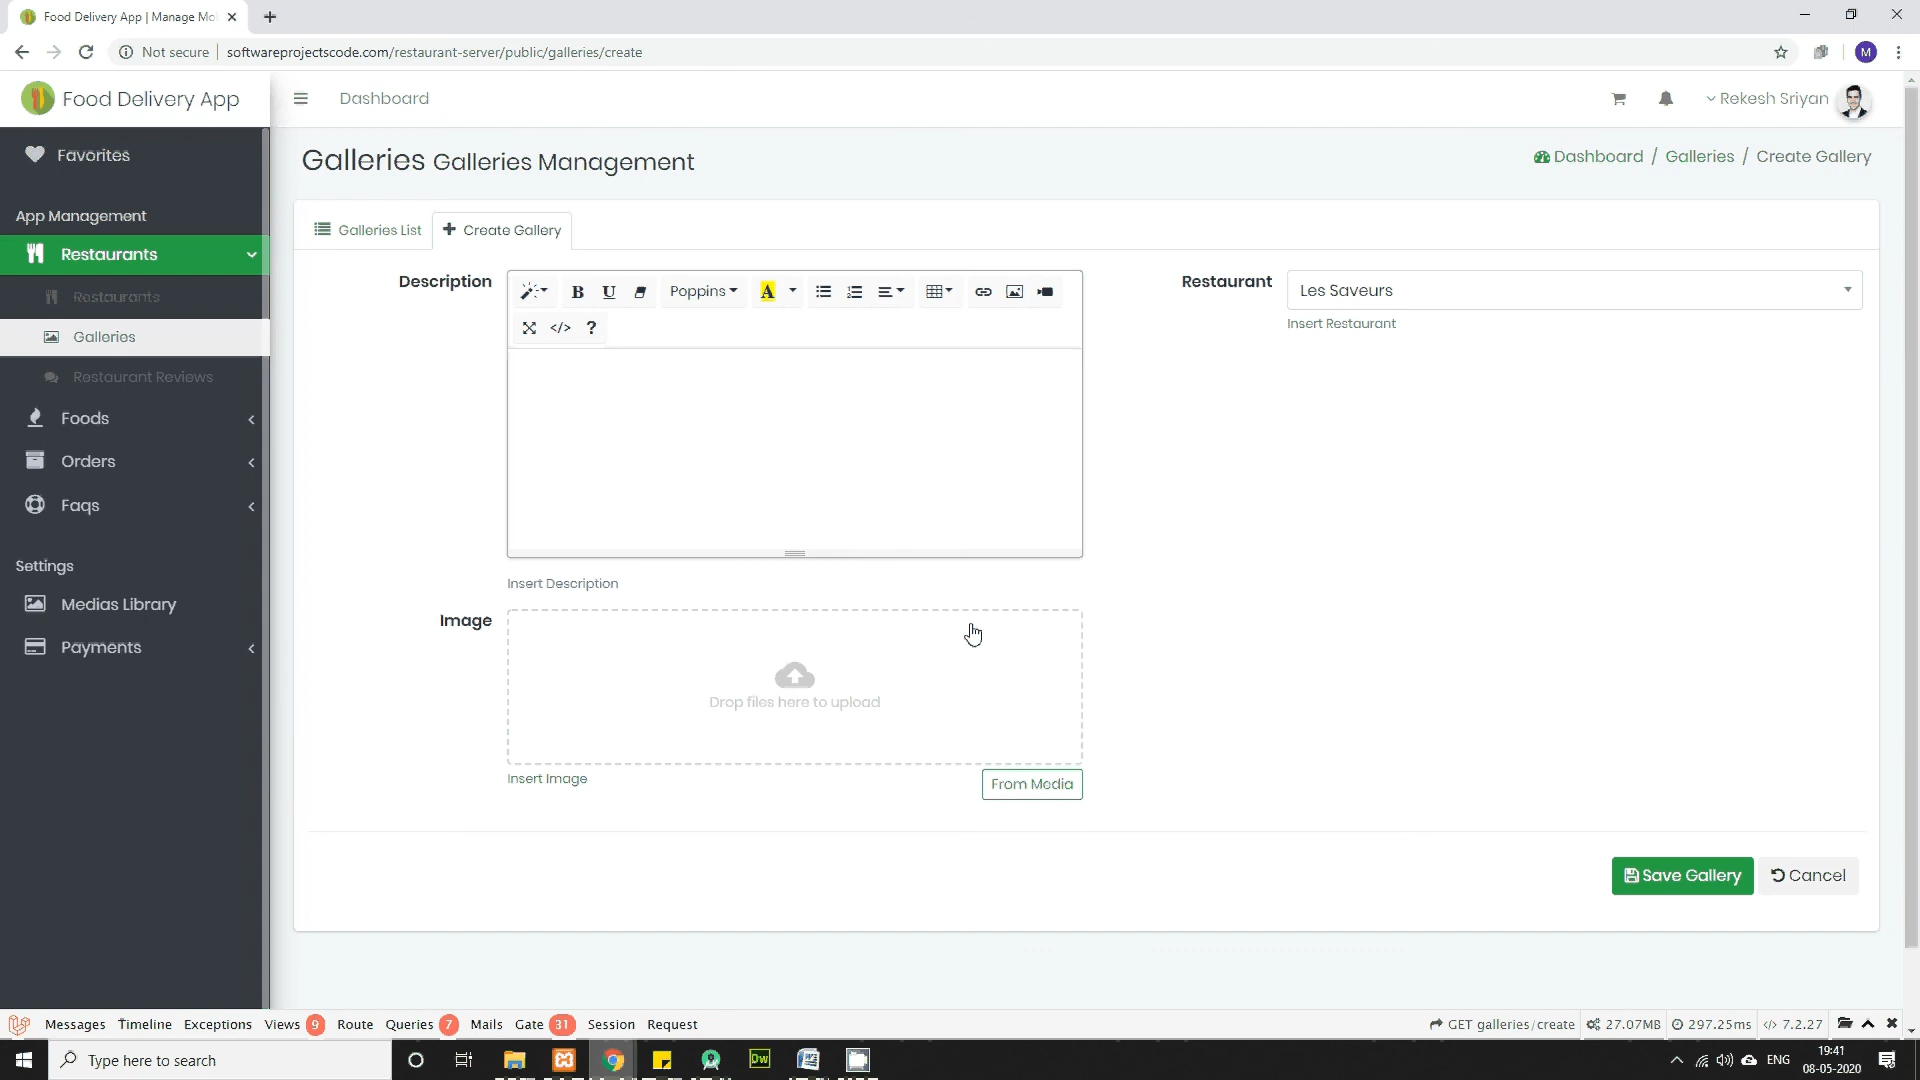 Food Delivery App | Manage Mo
Not secure
softwareprojectscode.com/restaurant-server/public/galleries/create
M
Food Delivery App
Dashboard
Rekesh Sriyan
Favorites
App Management
Restaurants
Restaurants
Galleries
Restaurant Reviews
Foods
Orders
Faqs
Settings
Medias Library
Payments
Galleries Galleries Management
Dashboard / Galleries / Create Gallery
Galleries List
Create Gallery
Description
B U Poppins A
</> ?
Insert Description
Restaurant
Les Saveurs
Insert Restaurant
Image
Drop files here to upload
Insert Image
From Media
Save Gallery
Cancel
Messages Timeline Exceptions Views 9 Route Queries 7 Mails Gate 31 Session Request
GET galleries/create 27.07MB 297.25ms </> 7.2.27
Type here to search
Dw
W
ENG
19:41
08-05-2020